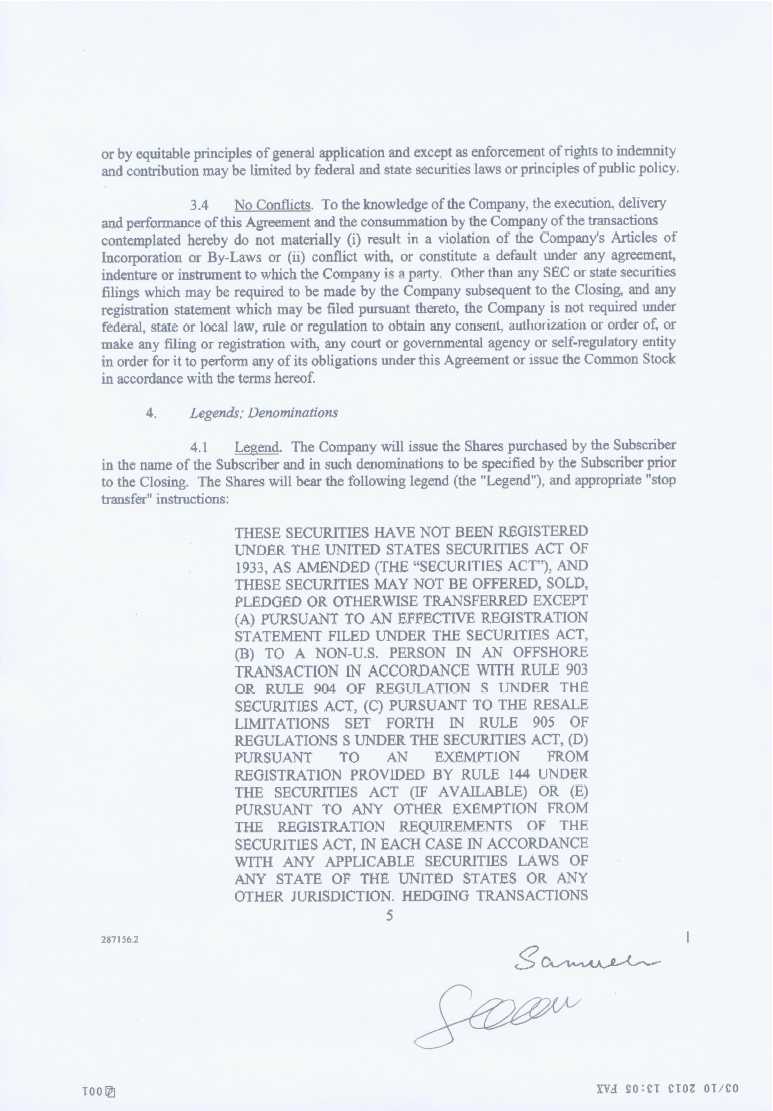 or by equitable principles of general application and except as enforcement of rights to indemnity
and contribution may be limited by federal and state securities laws or principles of public policy.
3.4 No Conflicts. To the knowledge of the Company, the execution, delivery
and performance of this Agreement and the consummation by the Company of the transactions
contemplated hereby do not materially (i) result in a violation of the Company's Articles of
Incorporation or By-Laws or (ii) conflict with, or constitute a default under any agreement,
indenture or instrument to which the Company is a party. Other than any SEC or state securities
filings which may be required to be made by the Company subsequent to the Closing, and any
registration statement which may be filed pursuant thereto, the Company is not required under
federal, state or local law, rule or regulation to obtain any consent, authorization or order of, or
make any filing or registration with, any court or governmental agency or self-regulatory entity
in order for it to perform any of its obligations under this Agreement or issue the Common Stock
in accordance with the terms hereof.
4. Legends; Denominations
4.1 Legend. The Company will issue the Shares purchased by the Subscriber
in the name of the Subscriber and in such denominations to be specified by the Subscriber prior
to the Closing. The Shares will bear the following legend (the "Legend"), and appropriate "stop
transfer" instructions:
THESE SECURITIES HAVE NOT BEEN REGISTERED
UNDER THE UNITED STATES SECURITIES ACT OF
1933, AS AMENDED (THE “SECURITIES ACT”), AND
THESE SECURITIES MAY NOT BE OFFERED, SOLD,
PLEDGED OR OTHERWISE TRANSFERRED EXCEPT
(A) PURSUANT TO AN EFFECTIVE REGISTRATION
STATEMENT FILED UNDER THE SECURITIES ACT,
(B) TO A NON-U.S. PERSON IN AN OFFSHORE
TRANSACTION IN ACCORDANCE WITH RULE 903
OR RULE 904 OF REGULATION S UNDER THE
SECURITIES ACT, (C) PURSUANT TO THE RESALE
LIMITATIONS SET FORTH IN RULE 905 OF
REGULATIONS S UNDER THE SECURITIES ACT, (D)
PURSUANT TO AN EXEMPTION FROM
REGISTRATION PROVIDED BY RULE 144 UNDER
THE SECURITIES ACT (IF AVAILABLE) OR (E)
PURSUANT TO ANY OTHER EXEMPTION FROM
THE REGISTRATION REQUIREMENTS OF THE
SECURITIES ACT, IN EACH CASE IN ACCORDANCE
WITH ANY APPLICABLE SECURITIES LAWS OF
ANY STATE OF THE UNITED STATES OR ANY
OTHER JURISDICTION. HEDGING TRANSACTIONS
5
287156.2
001
03/10 2013 13:05 FAX